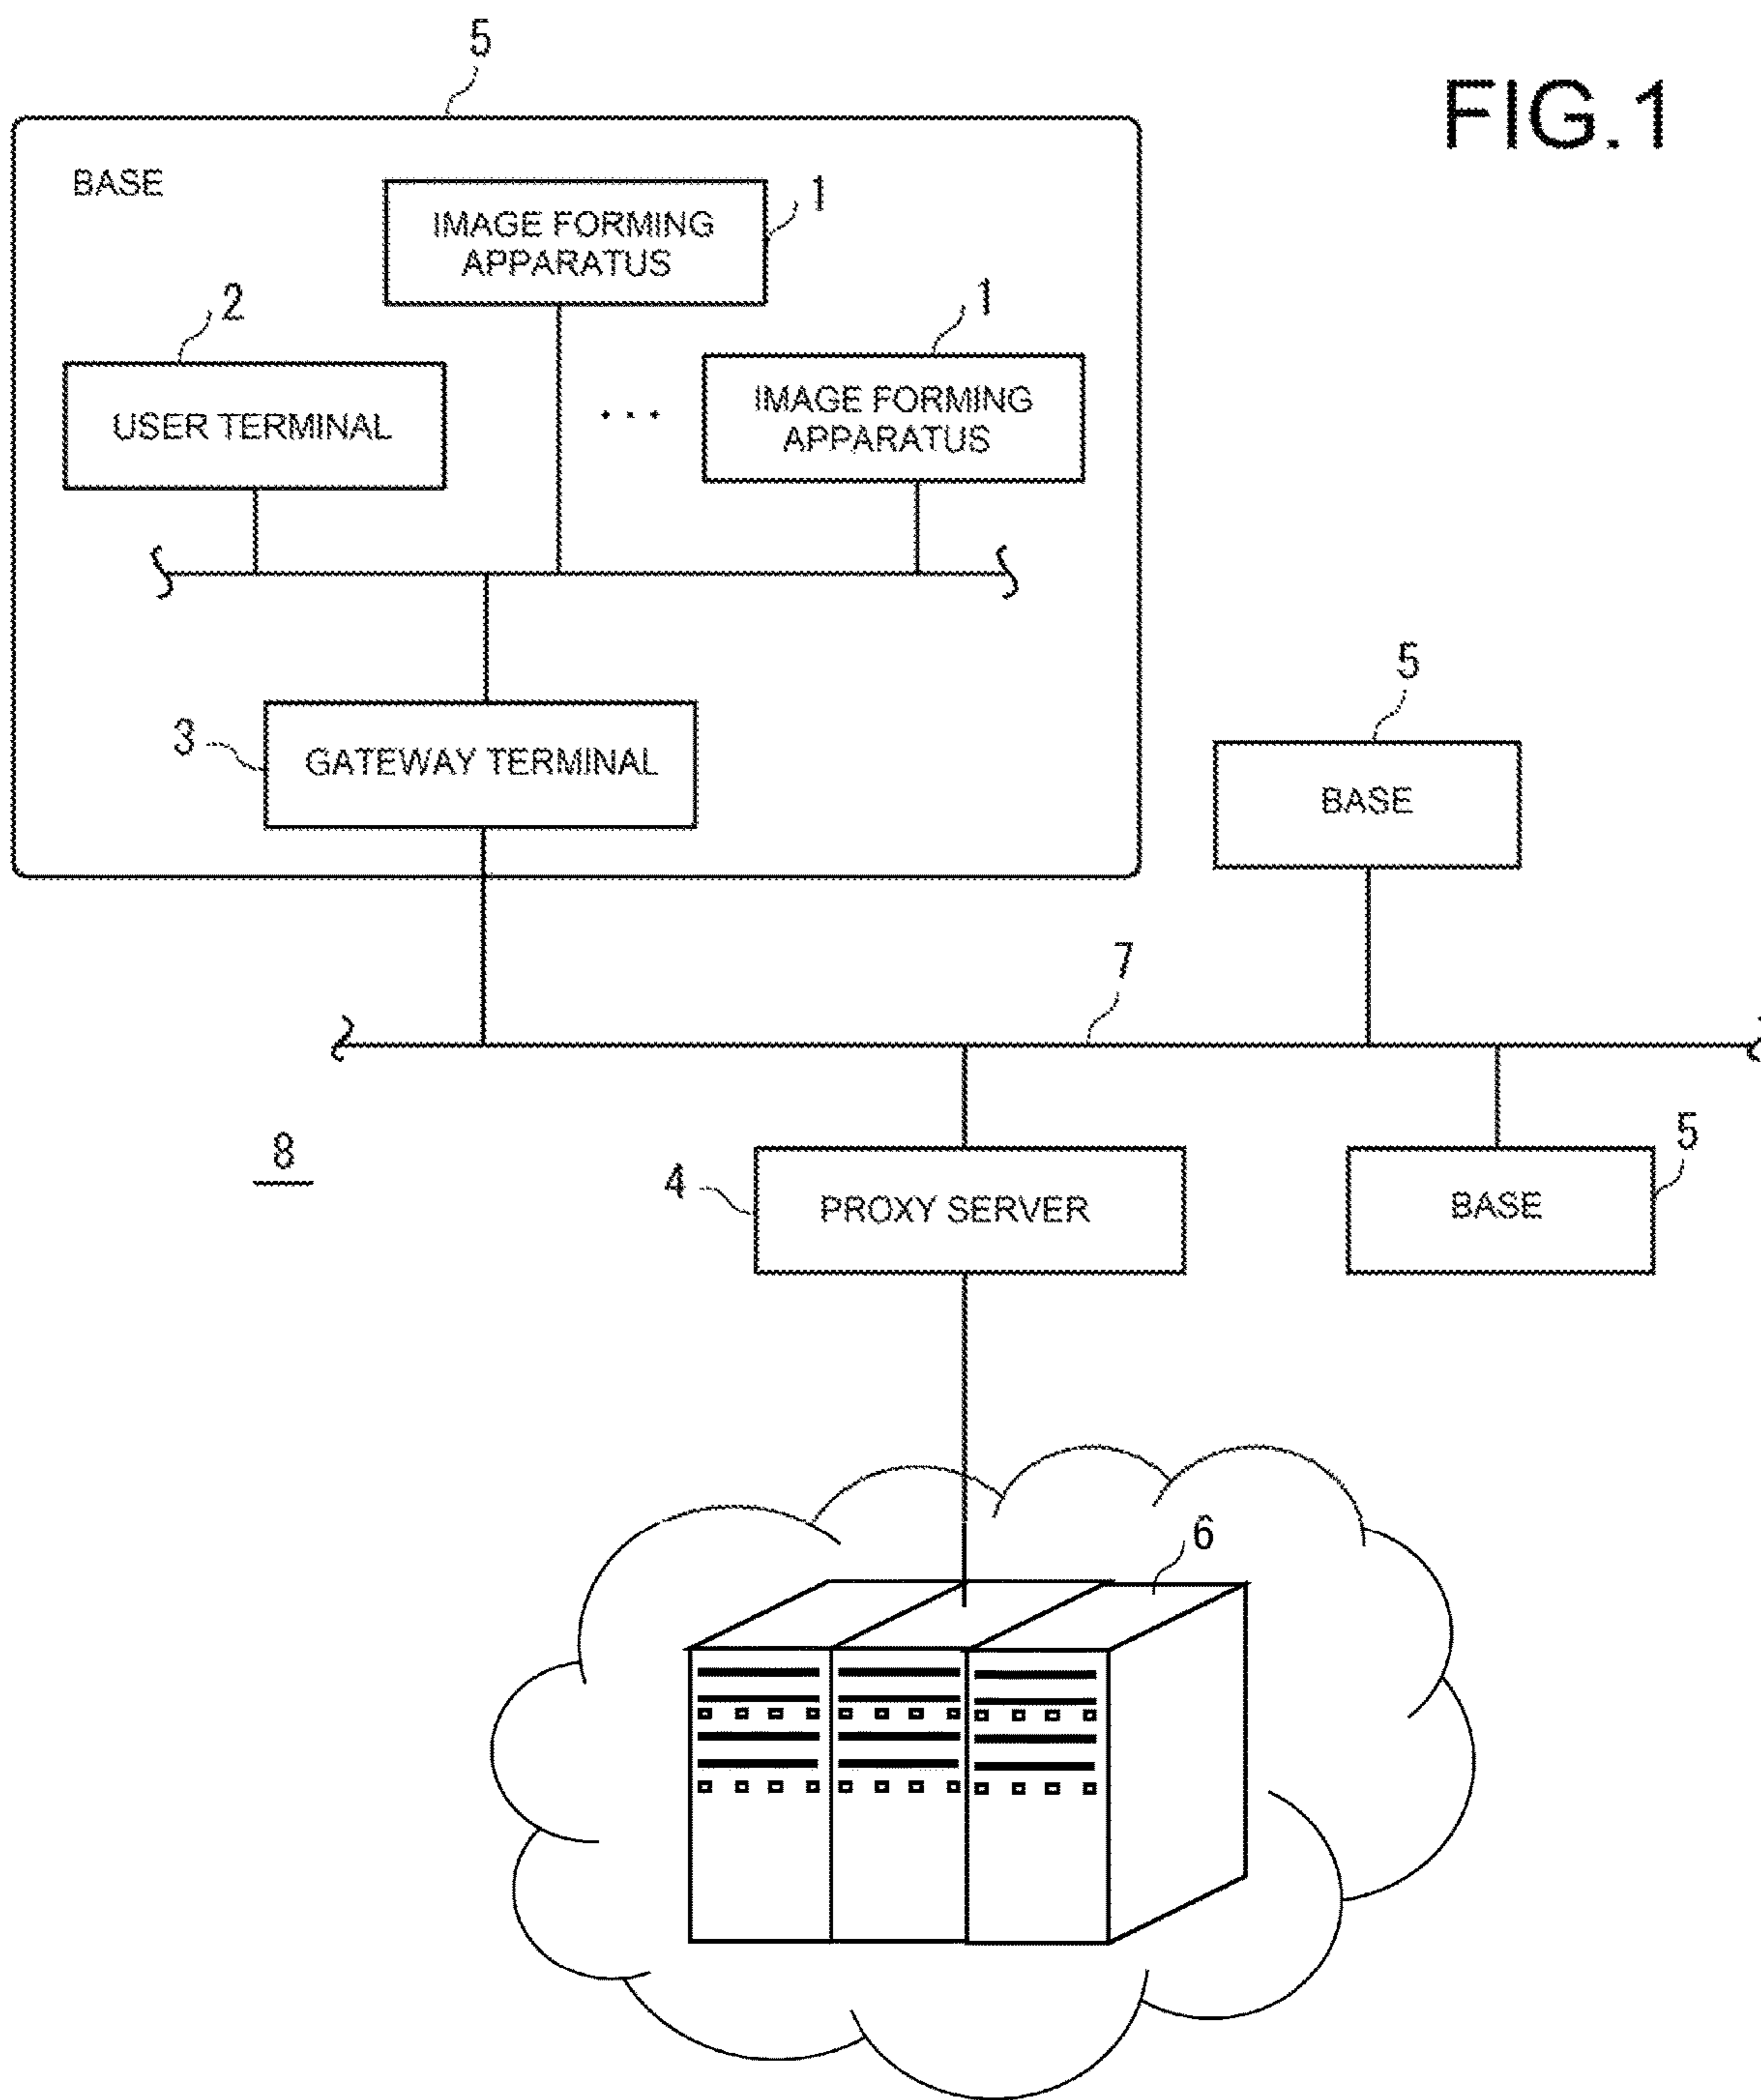 FIG.1
5
BASE
1
IMAGE FORMING
APPARATUS
2
USER TERMINAL
...
1
IMAGE FORMING
APPARATUS
3
GATEWAY TERMINAL
5
BASE
7
8
4
PROXY SERVER
5
BASE
6